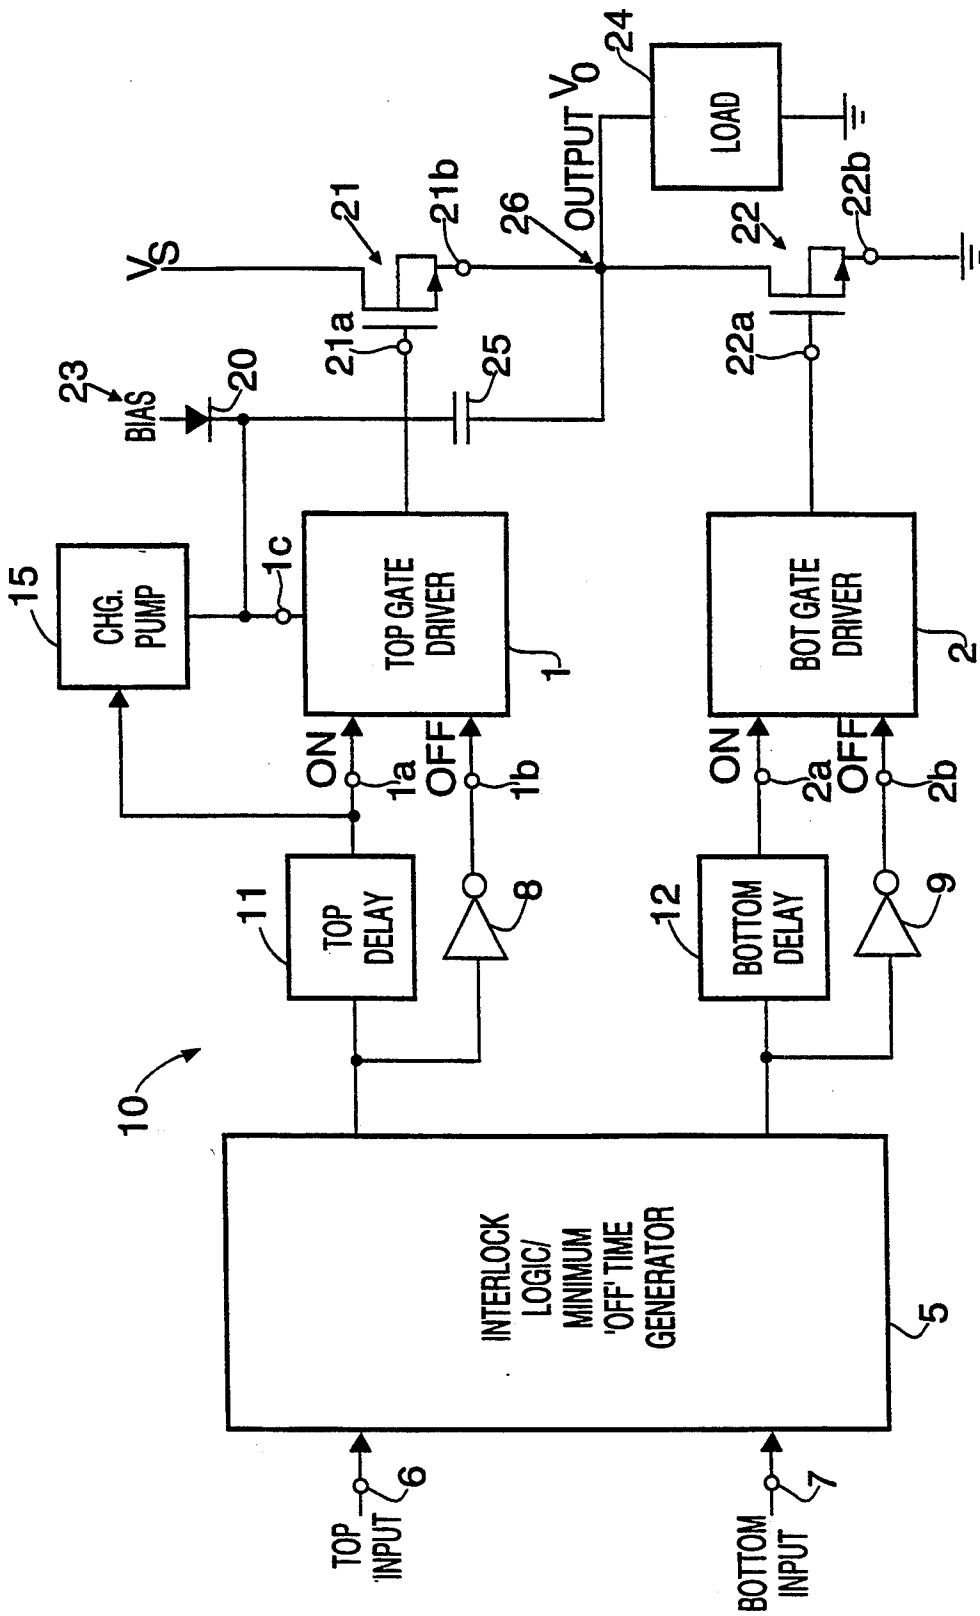 10
TOP
INPUT
6
BOTTOM
INPUT
7
INTERLOCK
LOGIC/
MINIMUM
'OFF' TIME
GENERATOR
5
11
TOP
DELAY
8
12
BOTTOM
DELAY
9
15
CHG.
PUMP
ON
1a
OFF
1b
1c
TOP GATE
DRIVER
1
ON
2a
OFF
2b
BOT GATE
DRIVER
2
23
BIAS
20
VS
21
21a
21b
25
26
OUTPUT VO
22
22a
22b
24
LOAD